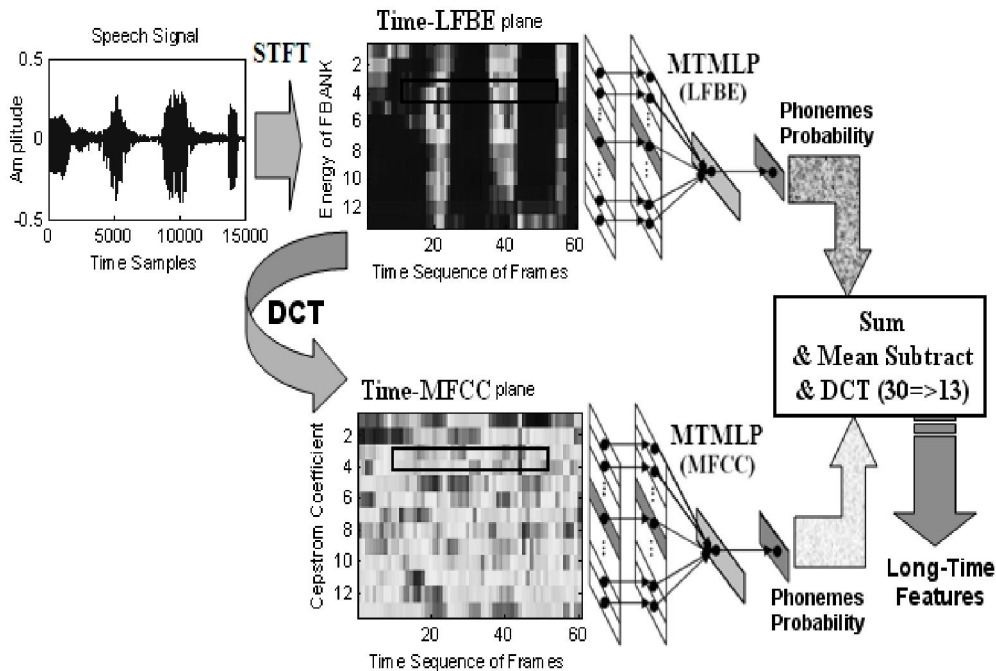 Speech Signal
0.5
0
-0.5
Amplitude
0 5000 10000 15000
Time Samples
STFT
Time-LFBE plane
Energy of FBANK
2
4
6
8
10
12
20 40 60
Time Sequence of Frames
MTMLP
(LFBE)
Phonemes
Probability
DCT
Time-MFCC plane
Cepstrom Coefficient
2
4
6
8
10
12
20 40 60
Time Sequence of Frames
MTMLP
(MFCC)
Phonemes
Probability
Sum
& Mean Subtract
& DCT (30=>13)
Long-Time
Features